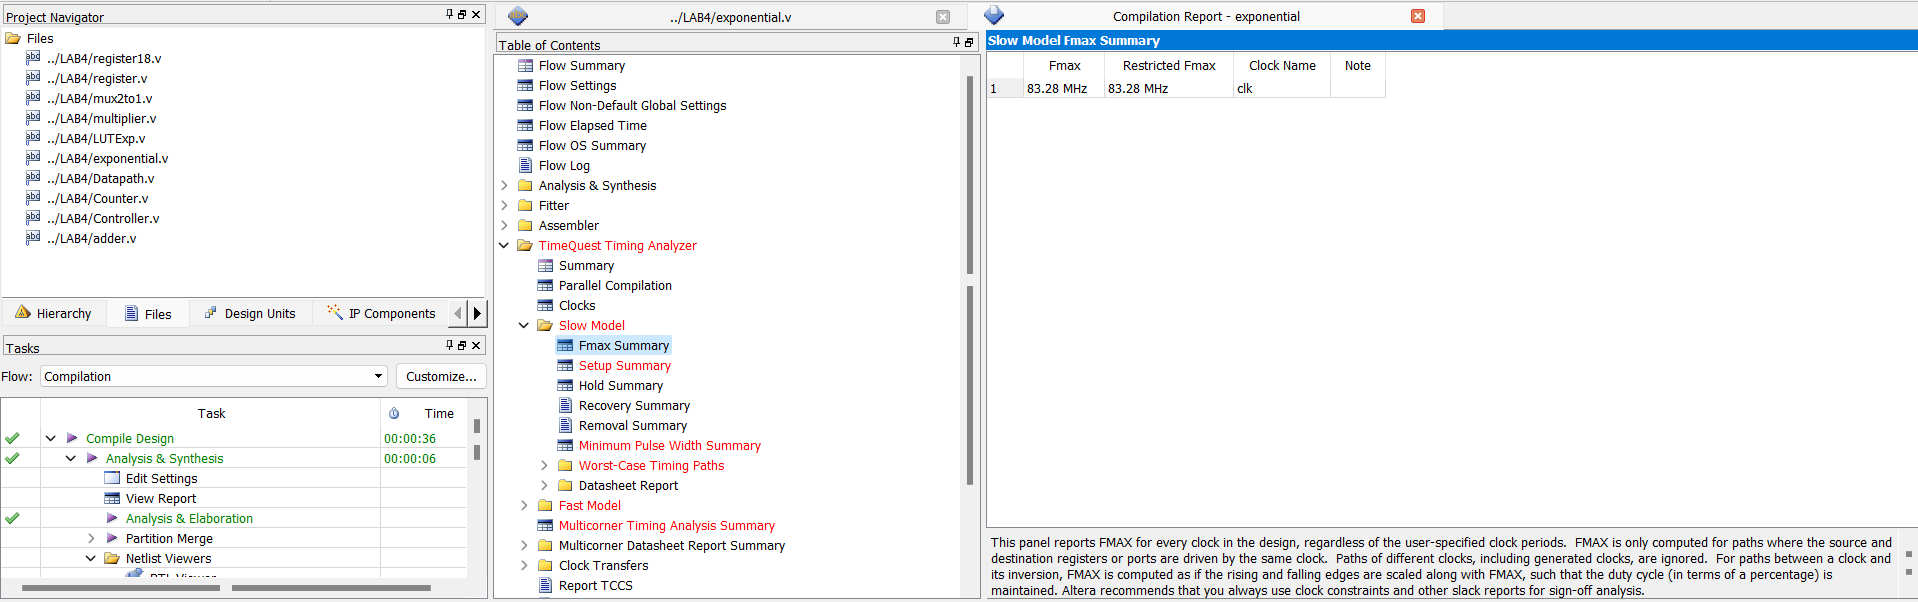 Project Navigator
Files
abd ../LAB4/register18.v
abd ../LAB4/register.v
abd ../LAB4/mux2to1.v
abd ../LAB4/multiplier.v
abd ../LAB4/LUTExp.v
abd ../LAB4/exponential.v
abd ../LAB4/Datapath.v
abd ../LAB4/Counter.v
abd ../LAB4/Controller.v
abd ../LAB4/adder.v
Hierarchy Files Design Units IP Components
Tasks
Flow: Compilation Customize...
Task Time
Compile Design 00:00:36
Analysis & Synthesis 00:00:06
Edit Settings
View Report
Analysis & Elaboration
Partition Merge
Netlist Viewers
../LAB4/exponential.v
Table of Contents
Flow Summary
Flow Settings
Flow Non-Default Global Settings
Flow Elapsed Time
Flow OS Summary
Flow Log
Analysis & Synthesis
Fitter
Assembler
TimeQuest Timing Analyzer
Summary
Parallel Compilation
Clocks
Slow Model
Fmax Summary
Setup Summary
Hold Summary
Recovery Summary
Removal Summary
Minimum Pulse Width Summary
Worst-Case Timing Paths
Datasheet Report
Fast Model
Multicorner Timing Analysis Summary
Multicorner Datasheet Report Summary
Clock Transfers
Report TCCS
Compilation Report - exponential
Slow Model Fmax Summary
Fmax Restricted Fmax Clock Name Note
1 83.28 MHz 83.28 MHz clk
This panel reports FMAX for every clock in the design, regardless of the user-specified clock periods. FMAX is only computed for paths where the source and
destination registers or ports are driven by the same clock. Paths of different clocks, including generated clocks, are ignored. For paths between a clock and
its inversion, FMAX is computed as if the rising and falling edges are scaled along with FMAX, such that the duty cycle (in terms of a percentage) is
maintained. Altera recommends that you always use clock constraints and other slack reports for sign-off analysis.